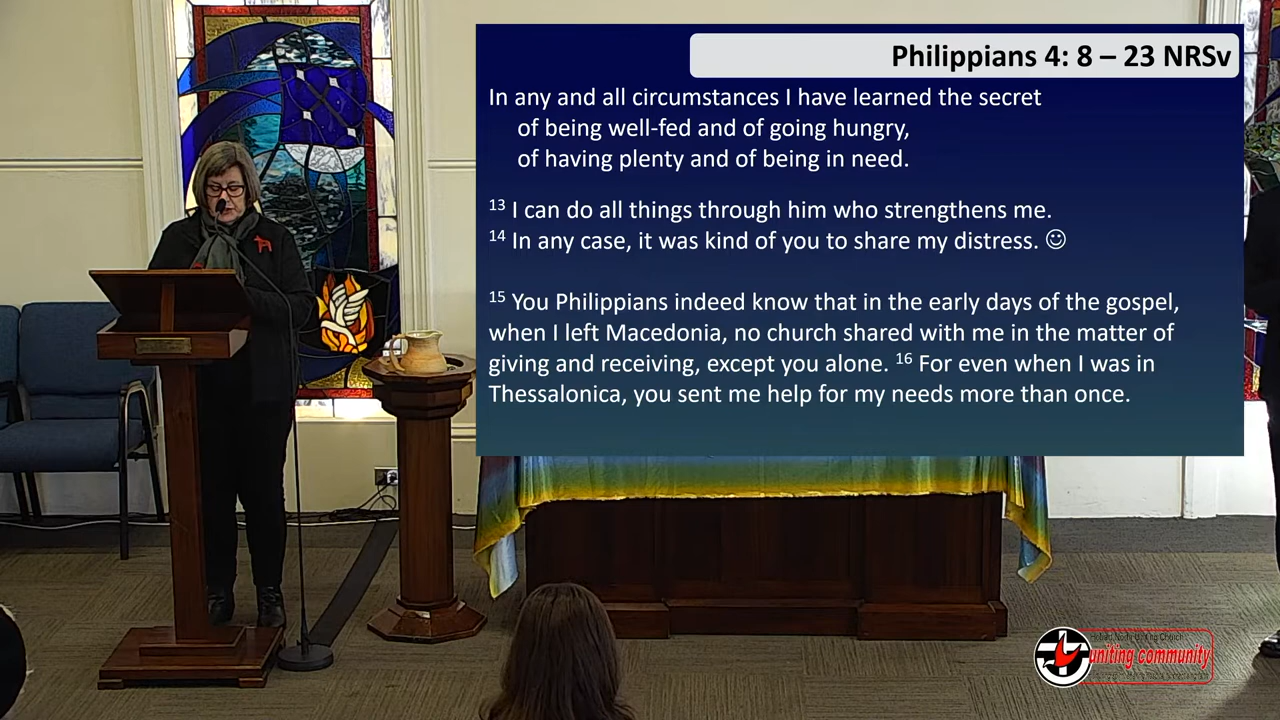 Philippians 4: 8 – 23 NRSv
In any and all circumstances I have learned the secret
of being well-fed and of going hungry,
of having plenty and of being in need.
13 I can do all things through him who strengthens me.
14 In any case, it was kind of you to share my distress. ☺
15 You Philippians indeed know that in the early days of the gospel,
when I left Macedonia, no church shared with me in the matter of
giving and receiving, except you alone. 16 For even when I was in
Thessalonica, you sent me help for my needs more than once.
Hobart North Uniting Church
uniting community